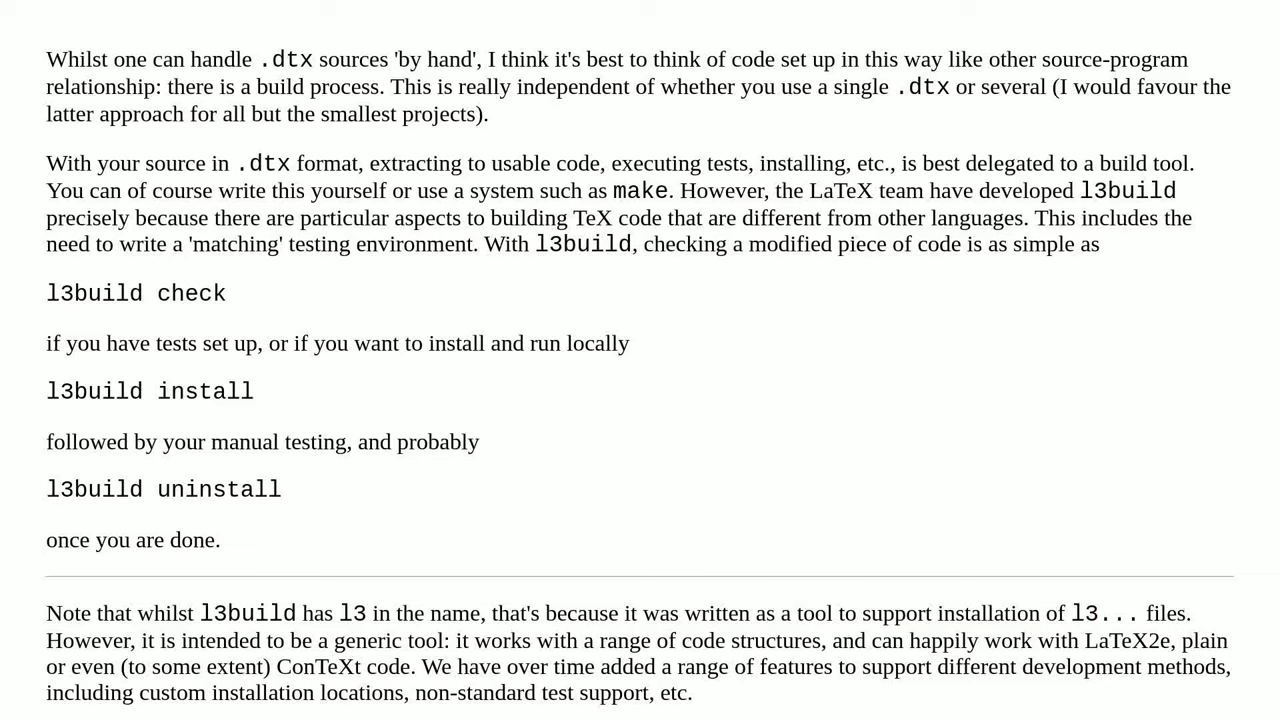 Whilst one can handle .dtx sources 'by hand', I think it's best to think of code set up in this way like other source-program
relationship: there is a build process. This is really independent of whether you use a single .dtx or several (I would favour the
latter approach for all but the smallest projects).
With your source in .dtx format, extracting to usable code, executing tests, installing, etc., is best delegated to a build tool.
You can of course write this yourself or use a system such as make. However, the LaTeX team have developed l3build
precisely because there are particular aspects to building TeX code that are different from other languages. This includes the
need to write a 'matching' testing environment. With l3build, checking a modified piece of code is as simple as
l3build check
if you have tests set up, or if you want to install and run locally
l3build install
followed by your manual testing, and probably
l3build uninstall
once you are done.
Note that whilst l3build has l3 in the name, that's because it was written as a tool to support installation of l3... files.
However, it is intended to be a generic tool: it works with a range of code structures, and can happily work with LaTeX2e, plain
or even (to some extent) ConTeXt code. We have over time added a range of features to support different development methods,
including custom installation locations, non-standard test support, etc.